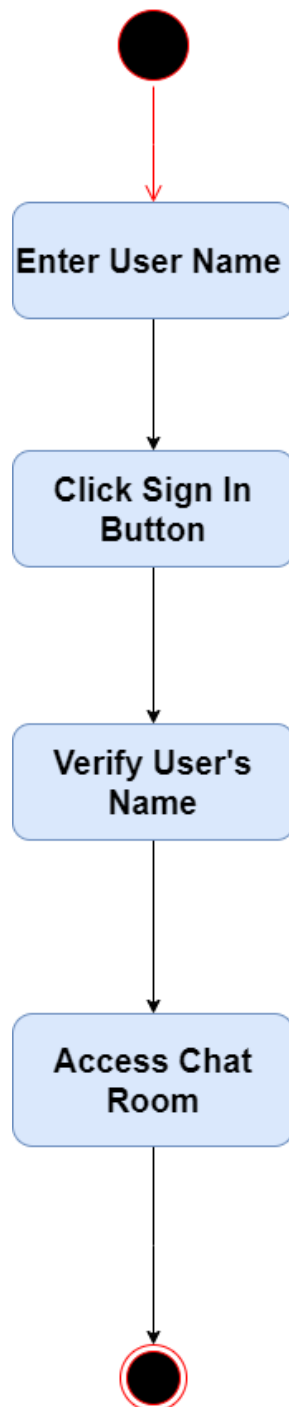 Enter User Name
Click Sign In
Button
Verify User's
Name
Access Chat
Room